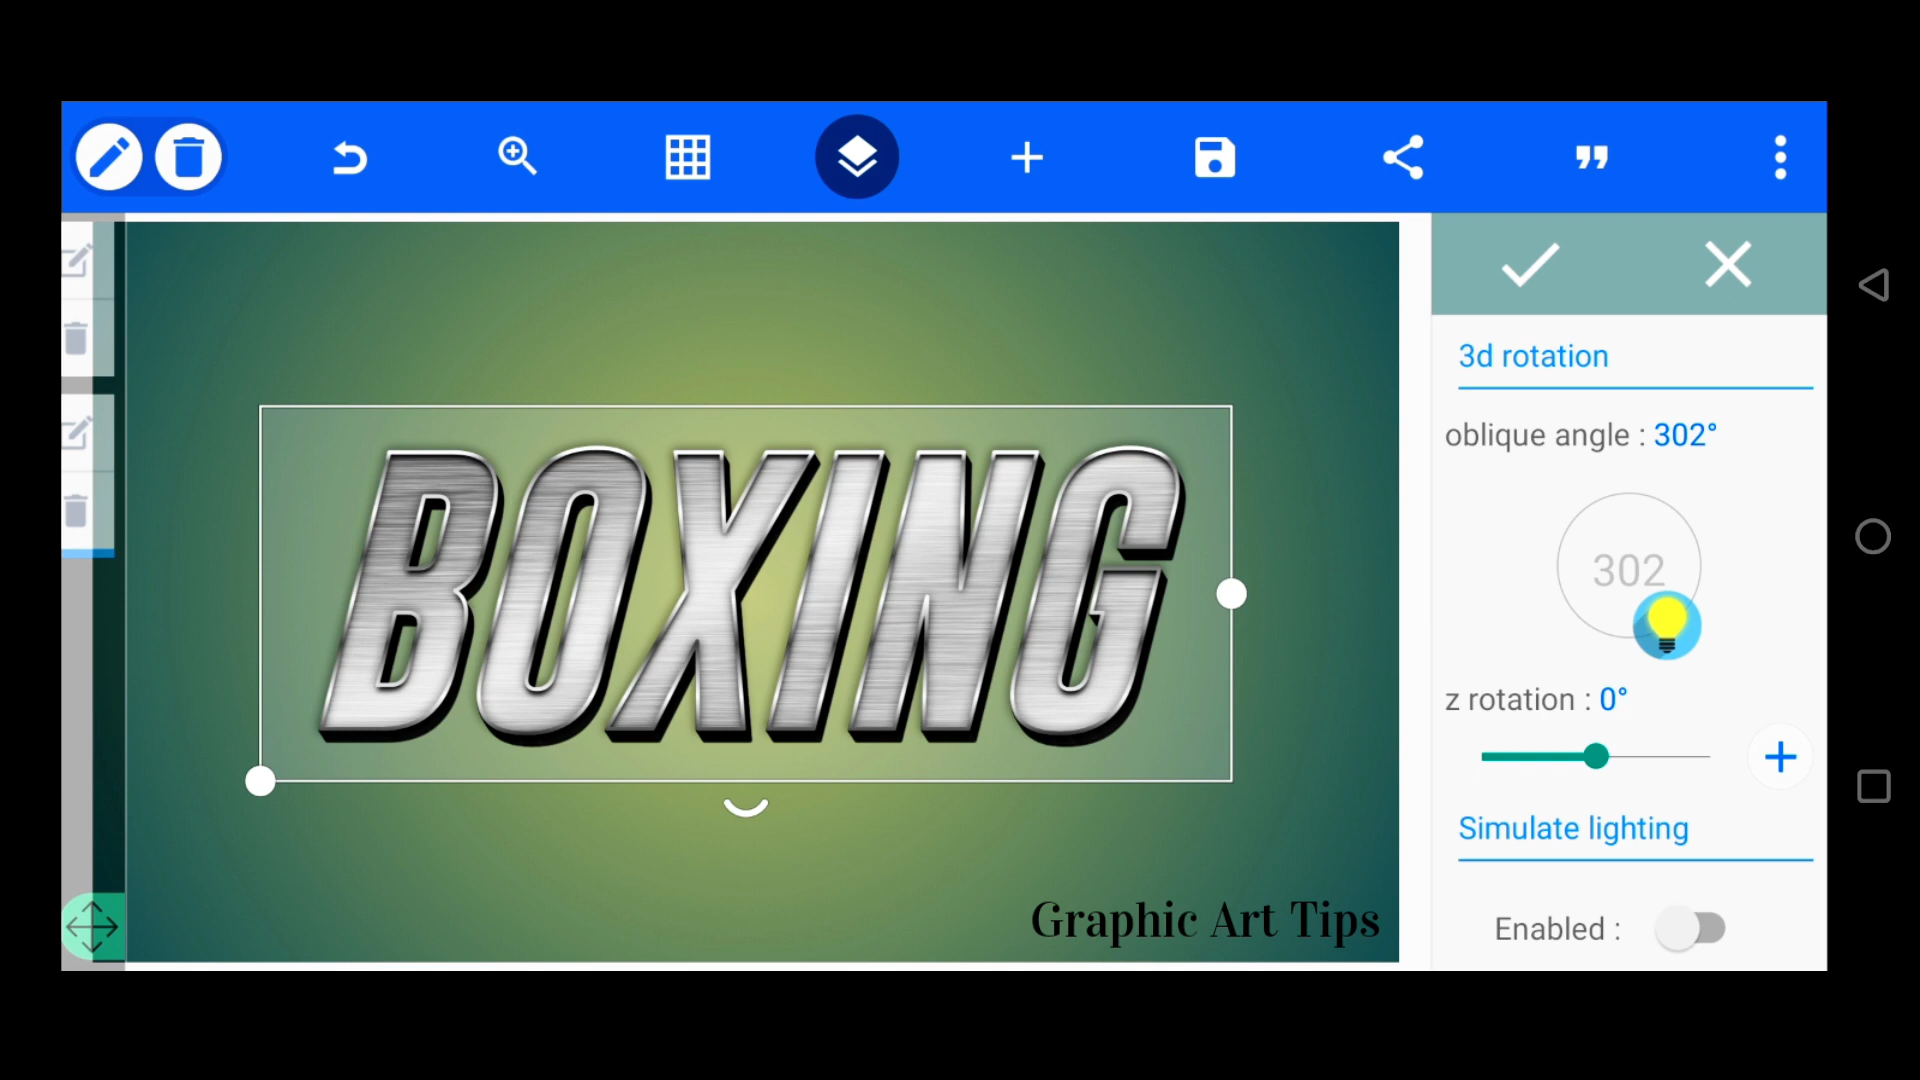 3d rotation
oblique angle : 302°
302
z rotation : 0°
Simulate lighting
Enabled :
BOXING
Graphic Art Tips